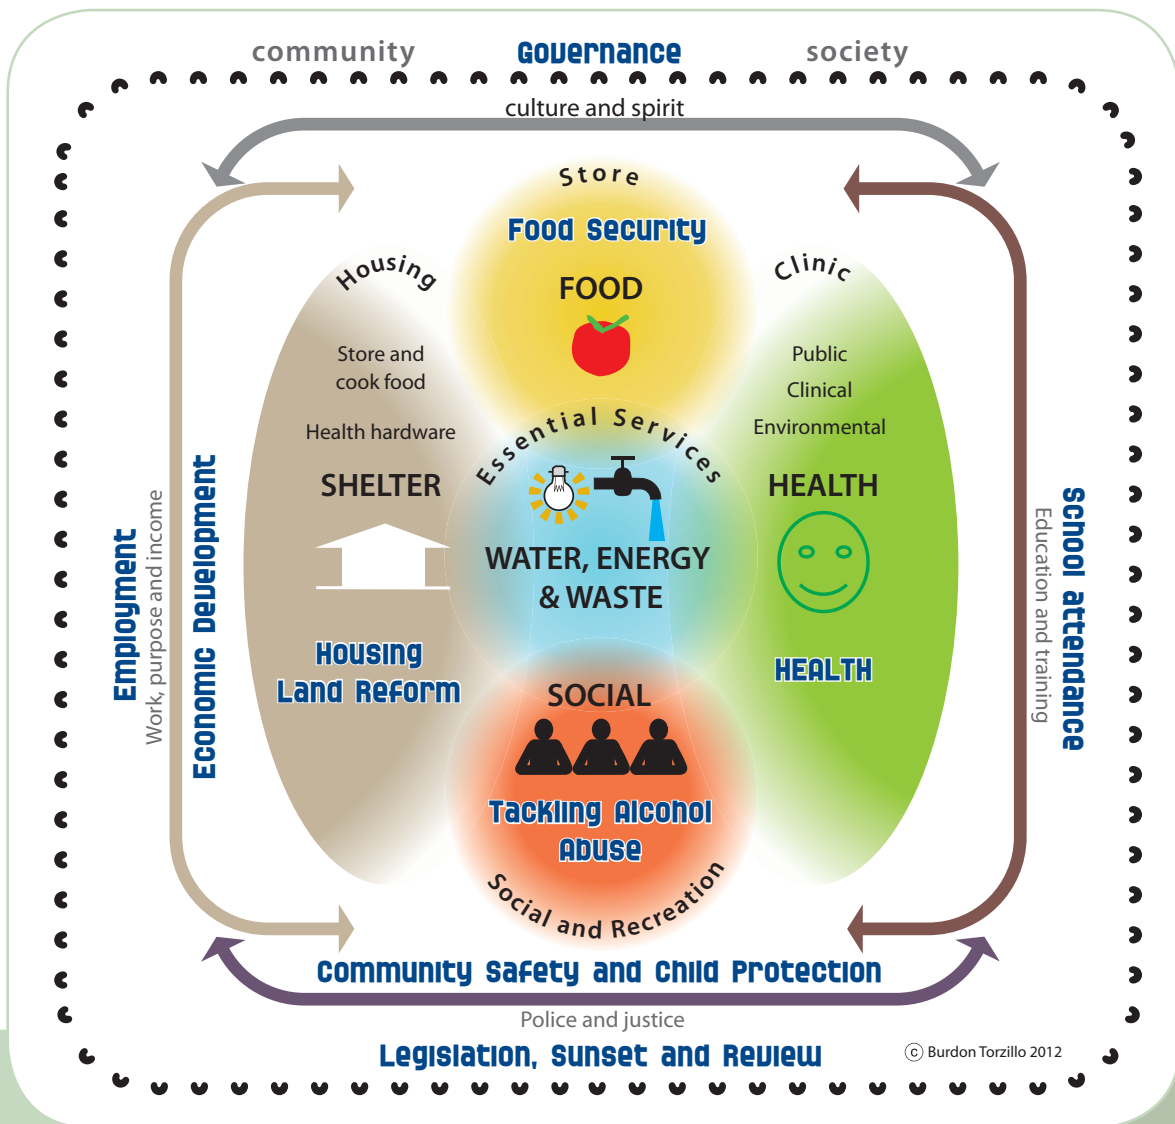 community
Governance
society
culture and spirit
Store
Food Security
FOOD
Housing
Store and
cook food
Health hardware
SHELTER
Housing
Land Reform
Clinic
Public
Clinical
Environmental
HEALTH
HEALTH
Essential Services
WATER, ENERGY
& WASTE
SOCIAL
Tackling Alcohol
Abuse
Social and Recreation
Employment
Work, purpose and income
Economic Development
School attendance
Education and training
Community Safety and Child Protection
Police and justice
Legislation, Sunset and Review
© Burdon Torzillo 2012